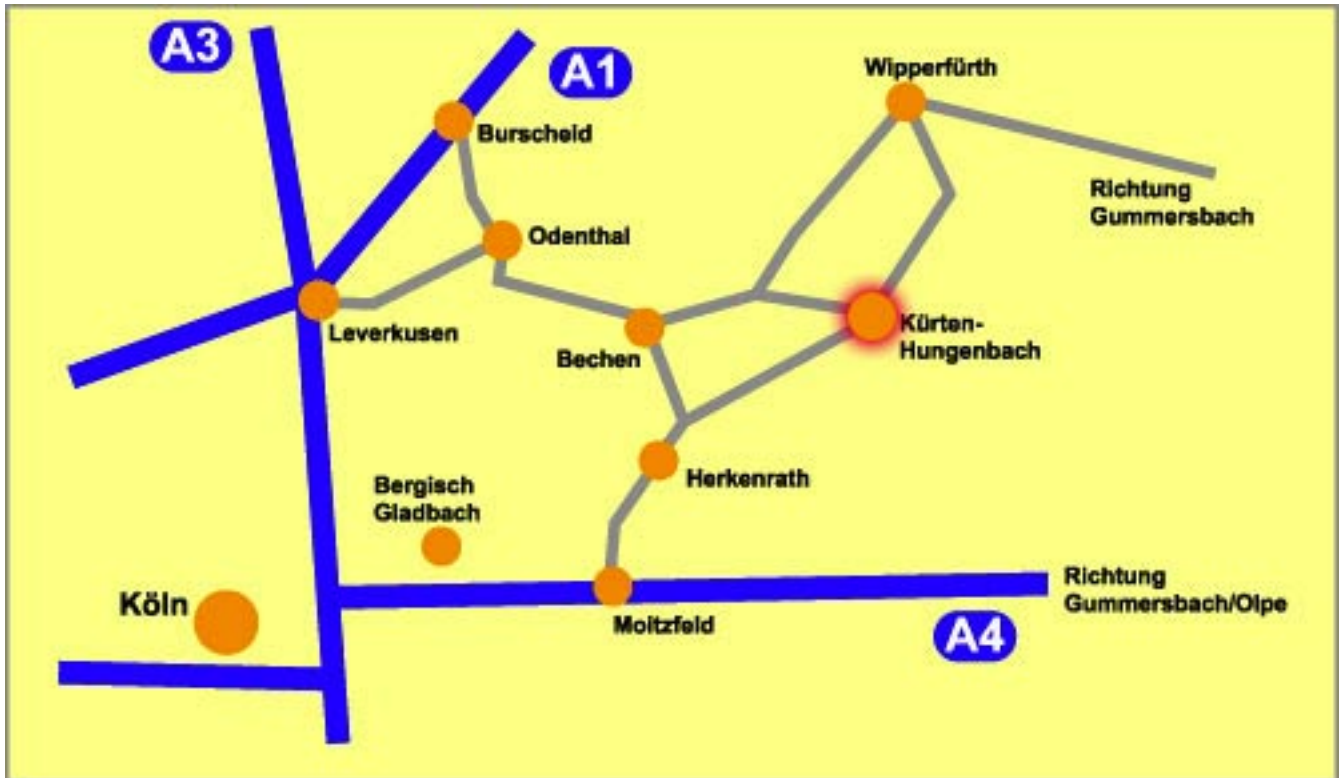 A3
A1
Wipperfürth
Burscheid
Richtung
Gummersbach
Odenthal
Leverkusen
Kürten-
Hungenbach
Bechen
Herkenrath
Bergisch
Gladbach
Köln
Richtung
Gummersbach/Olpe
Moitzfeld
A4